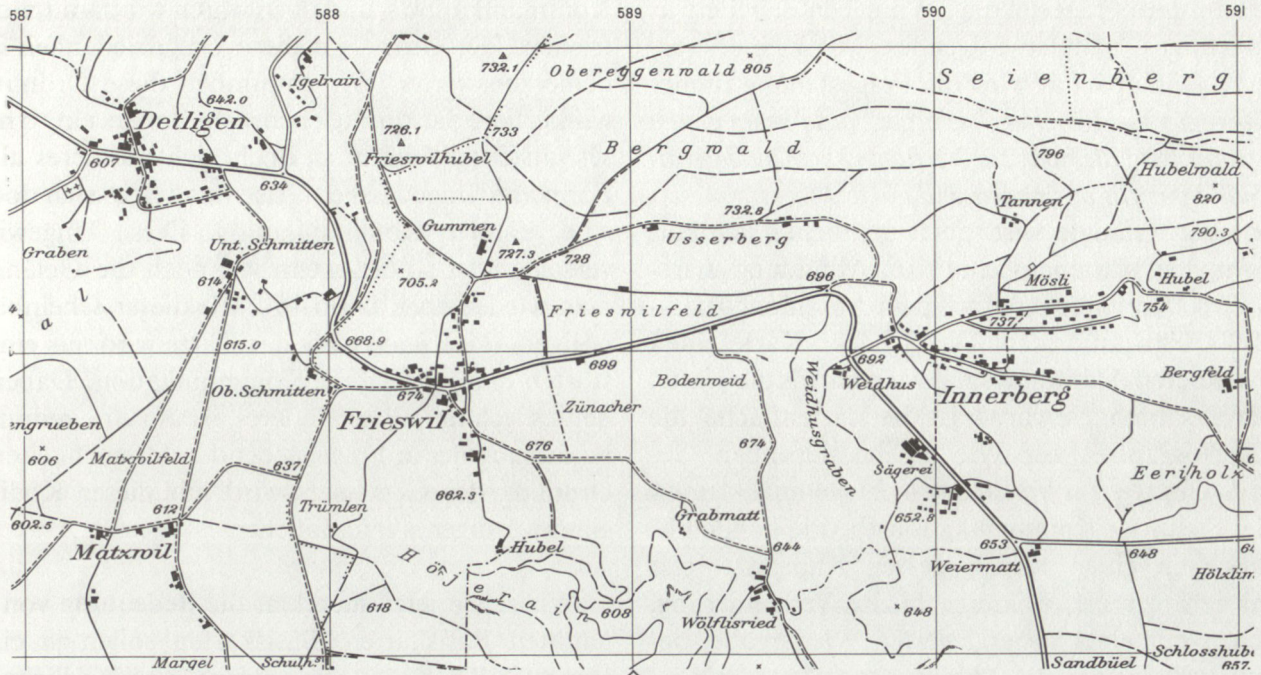 587 588 589 590 591
Igelrain
732.1
Obereggenwald 805
Seienberg
642.0
Detligen
726.1
733
607
Frieswilhubel
Bergwald
796
Hubelwald
634
820
Tannen
732.8
Gummen
Usserberg
790.3
Graben
Unt. Schmitten
727.3
728
614
705.2
696
Mösli
Hubel
Frieswilfeld
737
754
615.0
668.9
699
692
Bodenweid
Weidhus
Bergfeld
Ob. Schmitten
674
Zünacher
Innerberg
Weidhusgraben
Frieswil
ngrueben
676
674
606
Matzwilfeld
637
Sägerei
Eeriholz
662.3
602.5
612
Trümlen
Grabmatt
652.8
Matzwil
Hubel
644
653
648
Weiermatt
Hölzlim
Höjerain
618
608
648
Wölflisried
Margel
Schulhs
Sandbüel
Schlosshube
657.